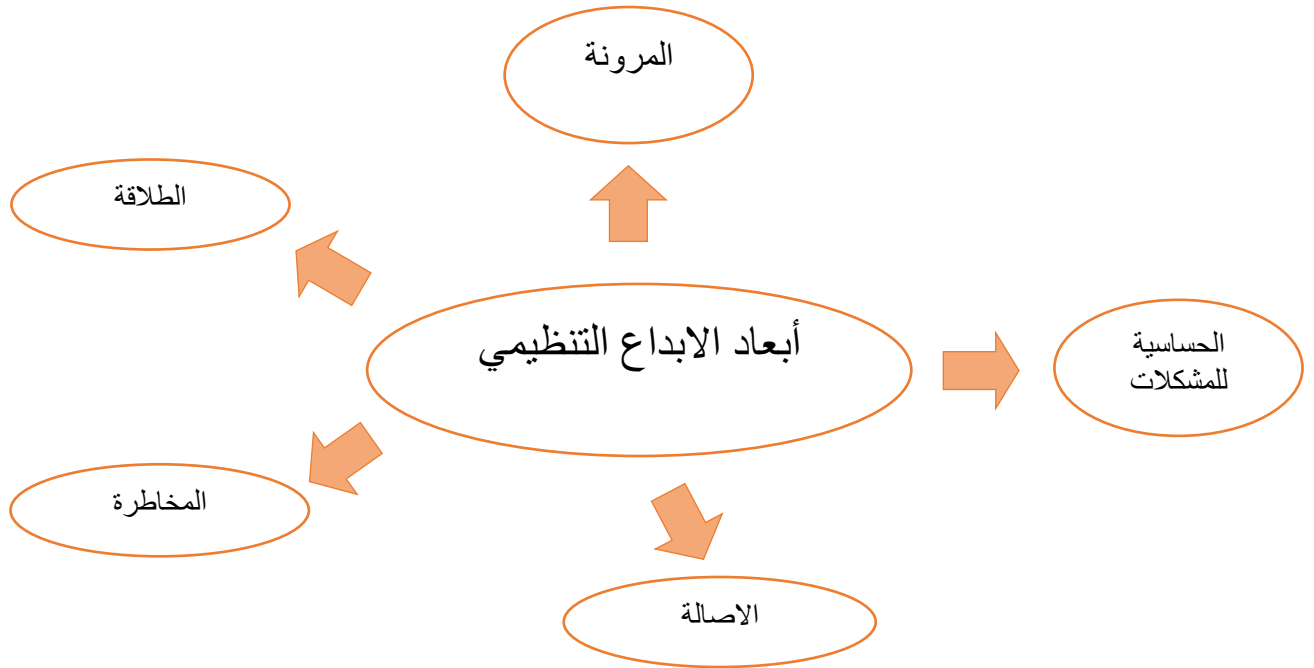 المرونة
الطلاقة
أبعاد الابداع التنظيمي
الحساسية
للمشكلات
المخاطرة
الاصالة